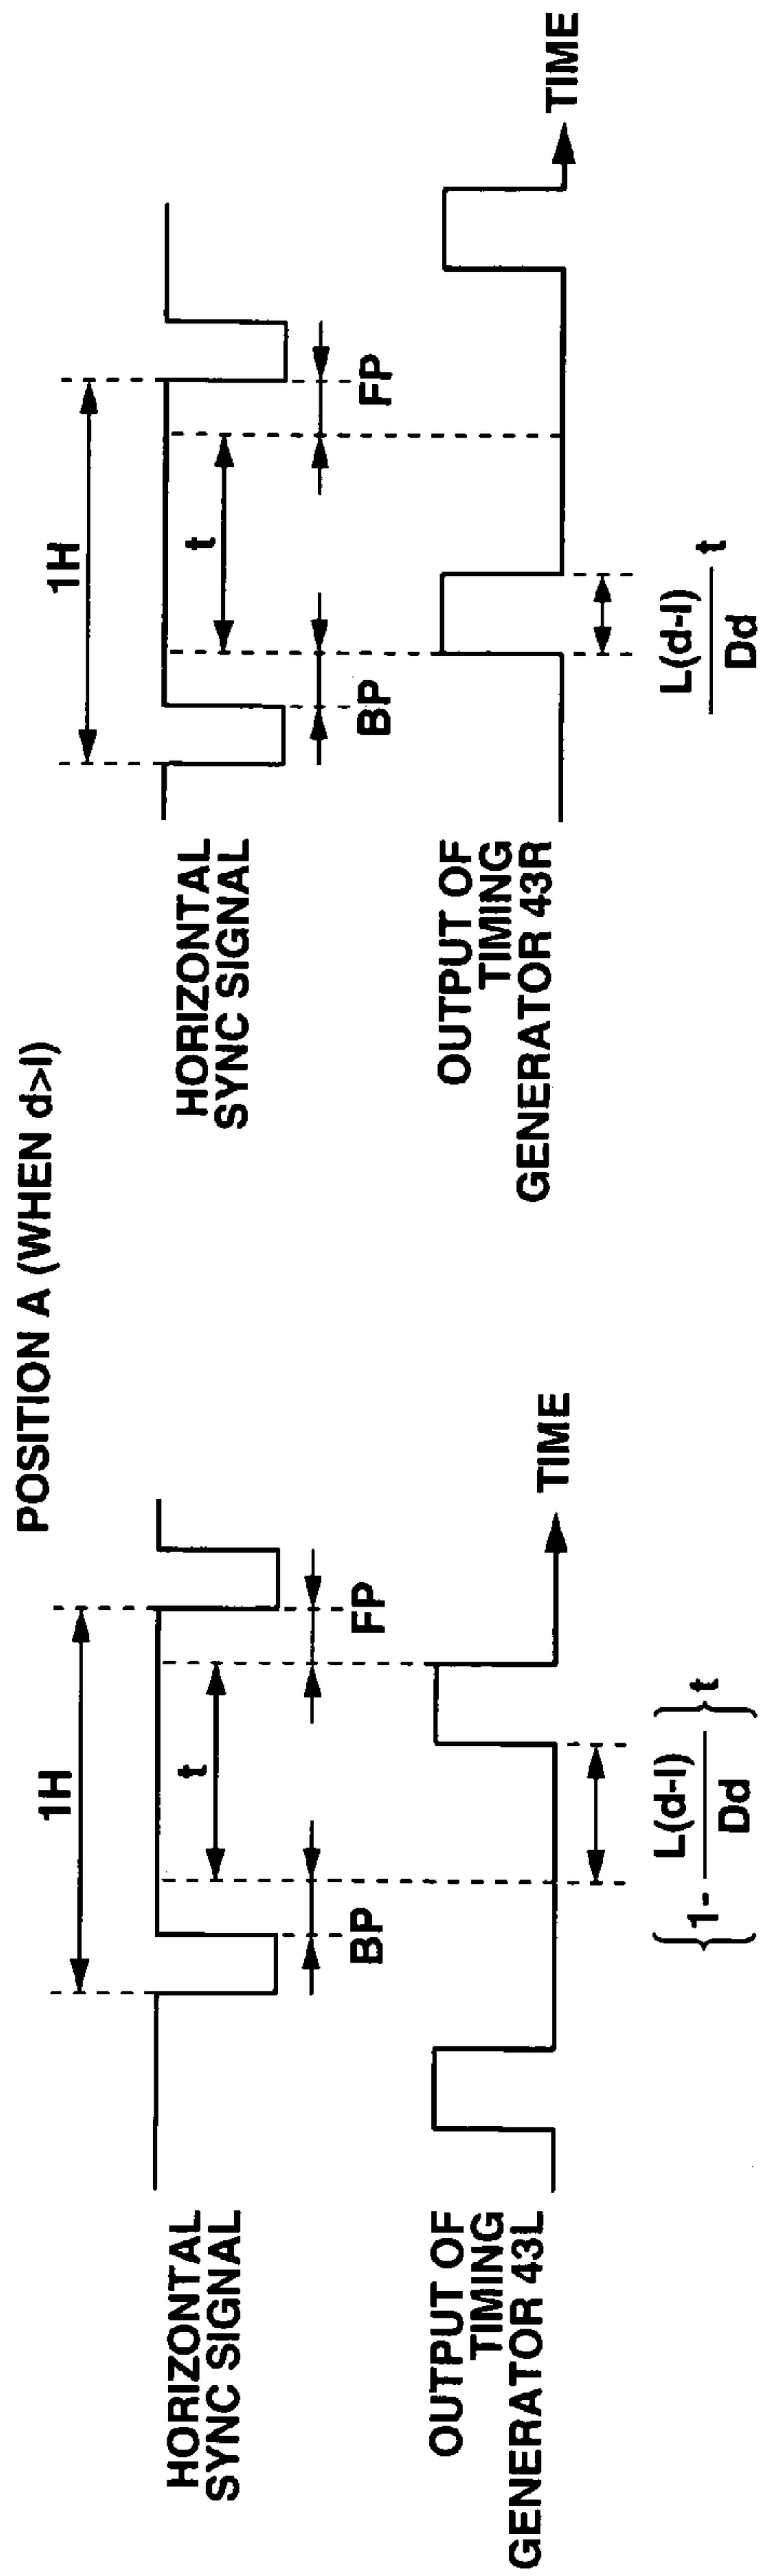 POSITION A (WHEN d>l)
1H
t
BP
FP
HORIZONTAL
SYNC SIGNAL
OUTPUT OF
TIMING
GENERATOR 43L
TIME
{1- L(d-l)
Dd } t
1H
t
BP
FP
HORIZONTAL
SYNC SIGNAL
OUTPUT OF
TIMING
GENERATOR 43R
TIME
L(d-l)
Dd t